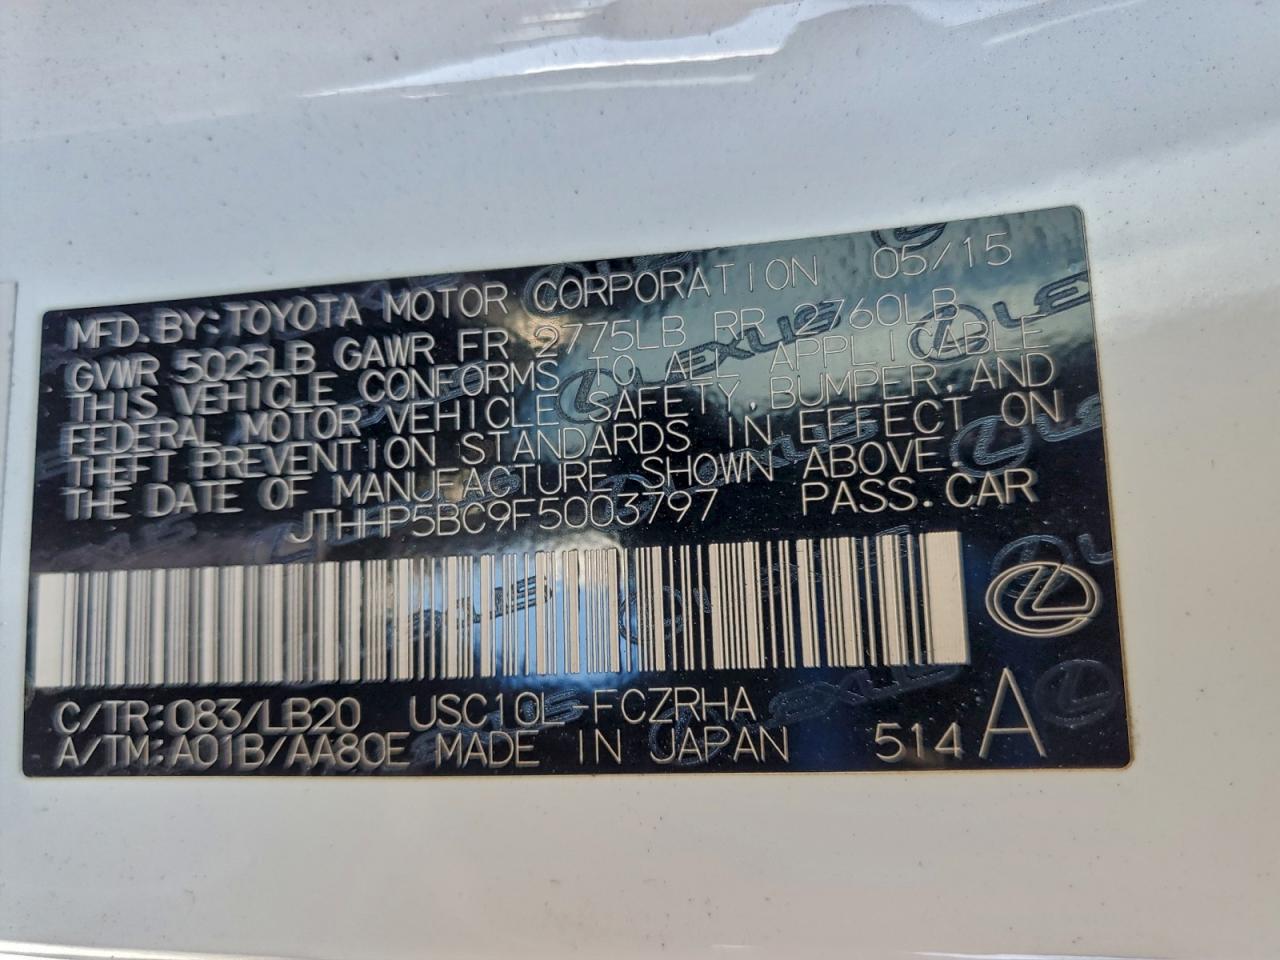 MFD.BY:TOYOTA MOTOR CORPORATION 05/15
GVWR 5025LB GAWR FR 2775LB RR 2760LB
THIS VEHICLE CONFORMS TO ALL APPLICABLE
FEDERAL MOTOR VEHICLE SAFETY,BUMPER,AND
THEFT PREVENTION STANDARDS IN EFFECT ON
THE DATE OF MANUFACTURE SHOWN ABOVE.
JTHHP5BC9F5003797 PASS.CAR
C/TR:083/LB20 USC10L-FCZRHA
A/TM:A01B/AA80E MADE IN JAPAN 514 A